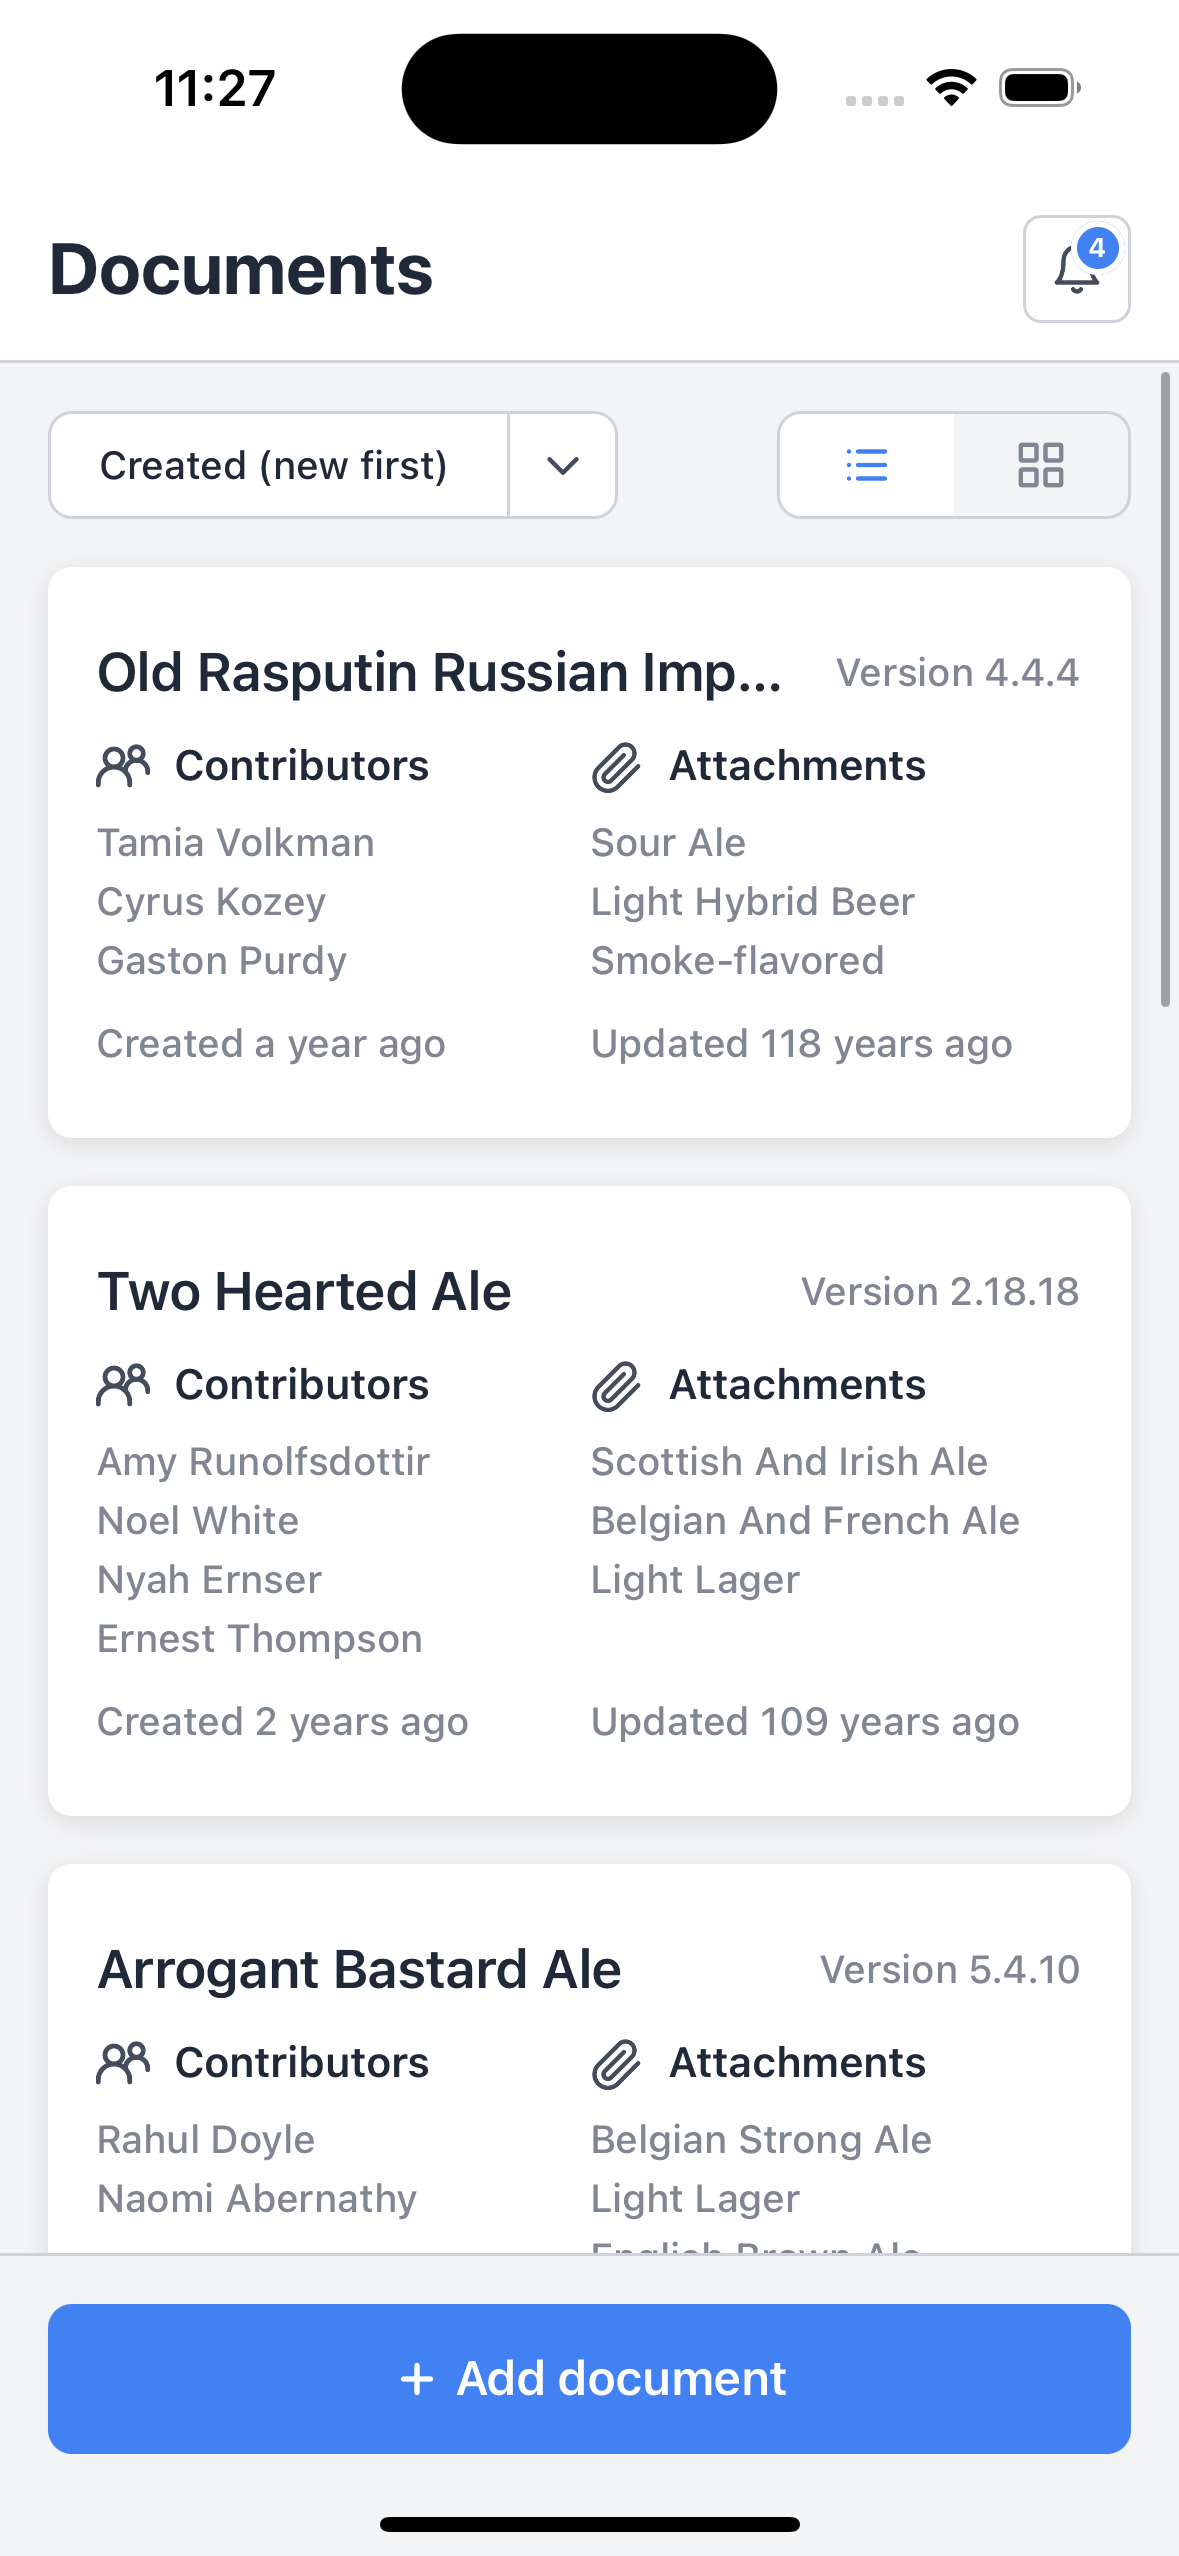 11:27
Documents
4
Created (new first)
Old Rasputin Russian Imp...
Version 4.4.4
Contributors
Attachments
Tamia Volkman
Sour Ale
Cyrus Kozey
Light Hybrid Beer
Gaston Purdy
Smoke-flavored
Created a year ago
Updated 118 years ago
Two Hearted Ale
Version 2.18.18
Contributors
Attachments
Amy Runolfsdottir
Scottish And Irish Ale
Noel White
Belgian And French Ale
Nyah Ernser
Light Lager
Ernest Thompson
Created 2 years ago
Updated 109 years ago
Arrogant Bastard Ale
Version 5.4.10
Contributors
Attachments
Rahul Doyle
Belgian Strong Ale
Naomi Abernathy
Light Lager
English Brown Ale
+ Add document